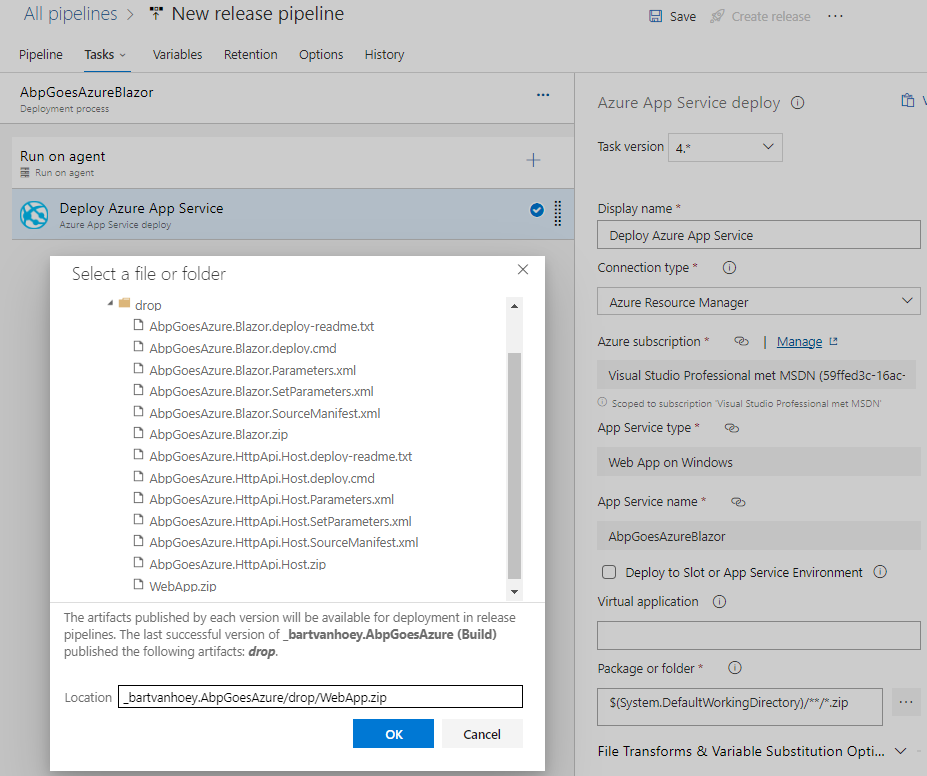 All pipelines > New release pipeline
Save Create release ...
Pipeline Tasks Variables Retention Options History
AbpGoesAzureBlazor
Deployment process
...
Run on agent
Run on agent
Deploy Azure App Service
Azure App Service deploy
Select a file or folder
drop
AbpGoesAzure.Blazor.deploy-readme.txt
AbpGoesAzure.Blazor.deploy.cmd
AbpGoesAzure.Blazor.Parameters.xml
AbpGoesAzure.Blazor.SetParameters.xml
AbpGoesAzure.Blazor.SourceManifest.xml
AbpGoesAzure.Blazor.zip
AbpGoesAzure.HttpApi.Host.deploy-readme.txt
AbpGoesAzure.HttpApi.Host.deploy.cmd
AbpGoesAzure.HttpApi.Host.Parameters.xml
AbpGoesAzure.HttpApi.Host.SetParameters.xml
AbpGoesAzure.HttpApi.Host.SourceManifest.xml
AbpGoesAzure.HttpApi.Host.zip
WebApp.zip
The artifacts published by each version will be available for deployment in release
pipelines. The last successful version of _bartvanhoey.AbpGoesAzure (Build)
published the following artifacts: drop.
Location _bartvanhoey.AbpGoesAzure/drop/WebApp.zip
OK Cancel
Azure App Service deploy
Task version 4.*
Display name *
Deploy Azure App Service
Connection type *
Azure Resource Manager
Azure subscription * | Manage
Visual Studio Professional met MSDN (59ffed3c-16ac-
Scoped to subscription 'Visual Studio Professional met MSDN'
App Service type *
Web App on Windows
App Service name *
AbpGoesAzureBlazor
Deploy to Slot or App Service Environment
Virtual application
Package or folder *
$(System.DefaultWorkingDirectory)/**/*.zip
...
File Transforms & Variable Substitution Opti...